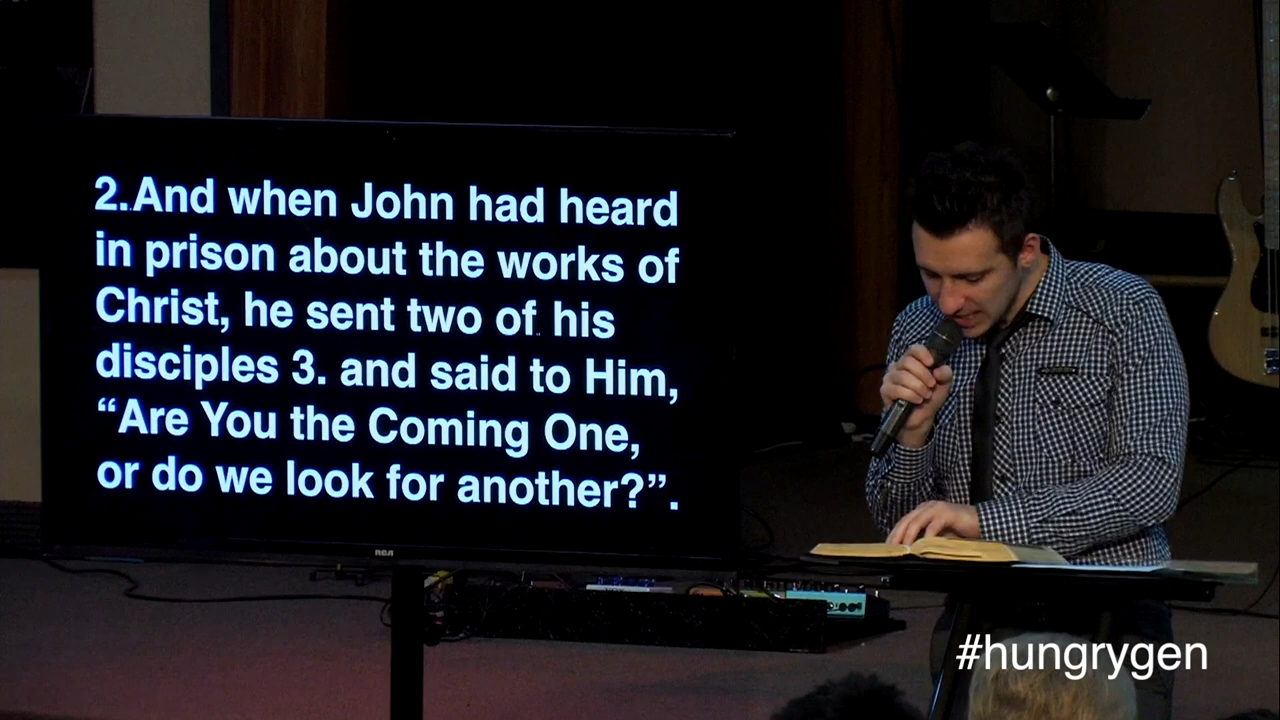 2.And when John had heard
in prison about the works of
Christ, he sent two of his
disciples 3. and said to Him,
“Are You the Coming One,
or do we look for another?”.
RCA
#hungrygen